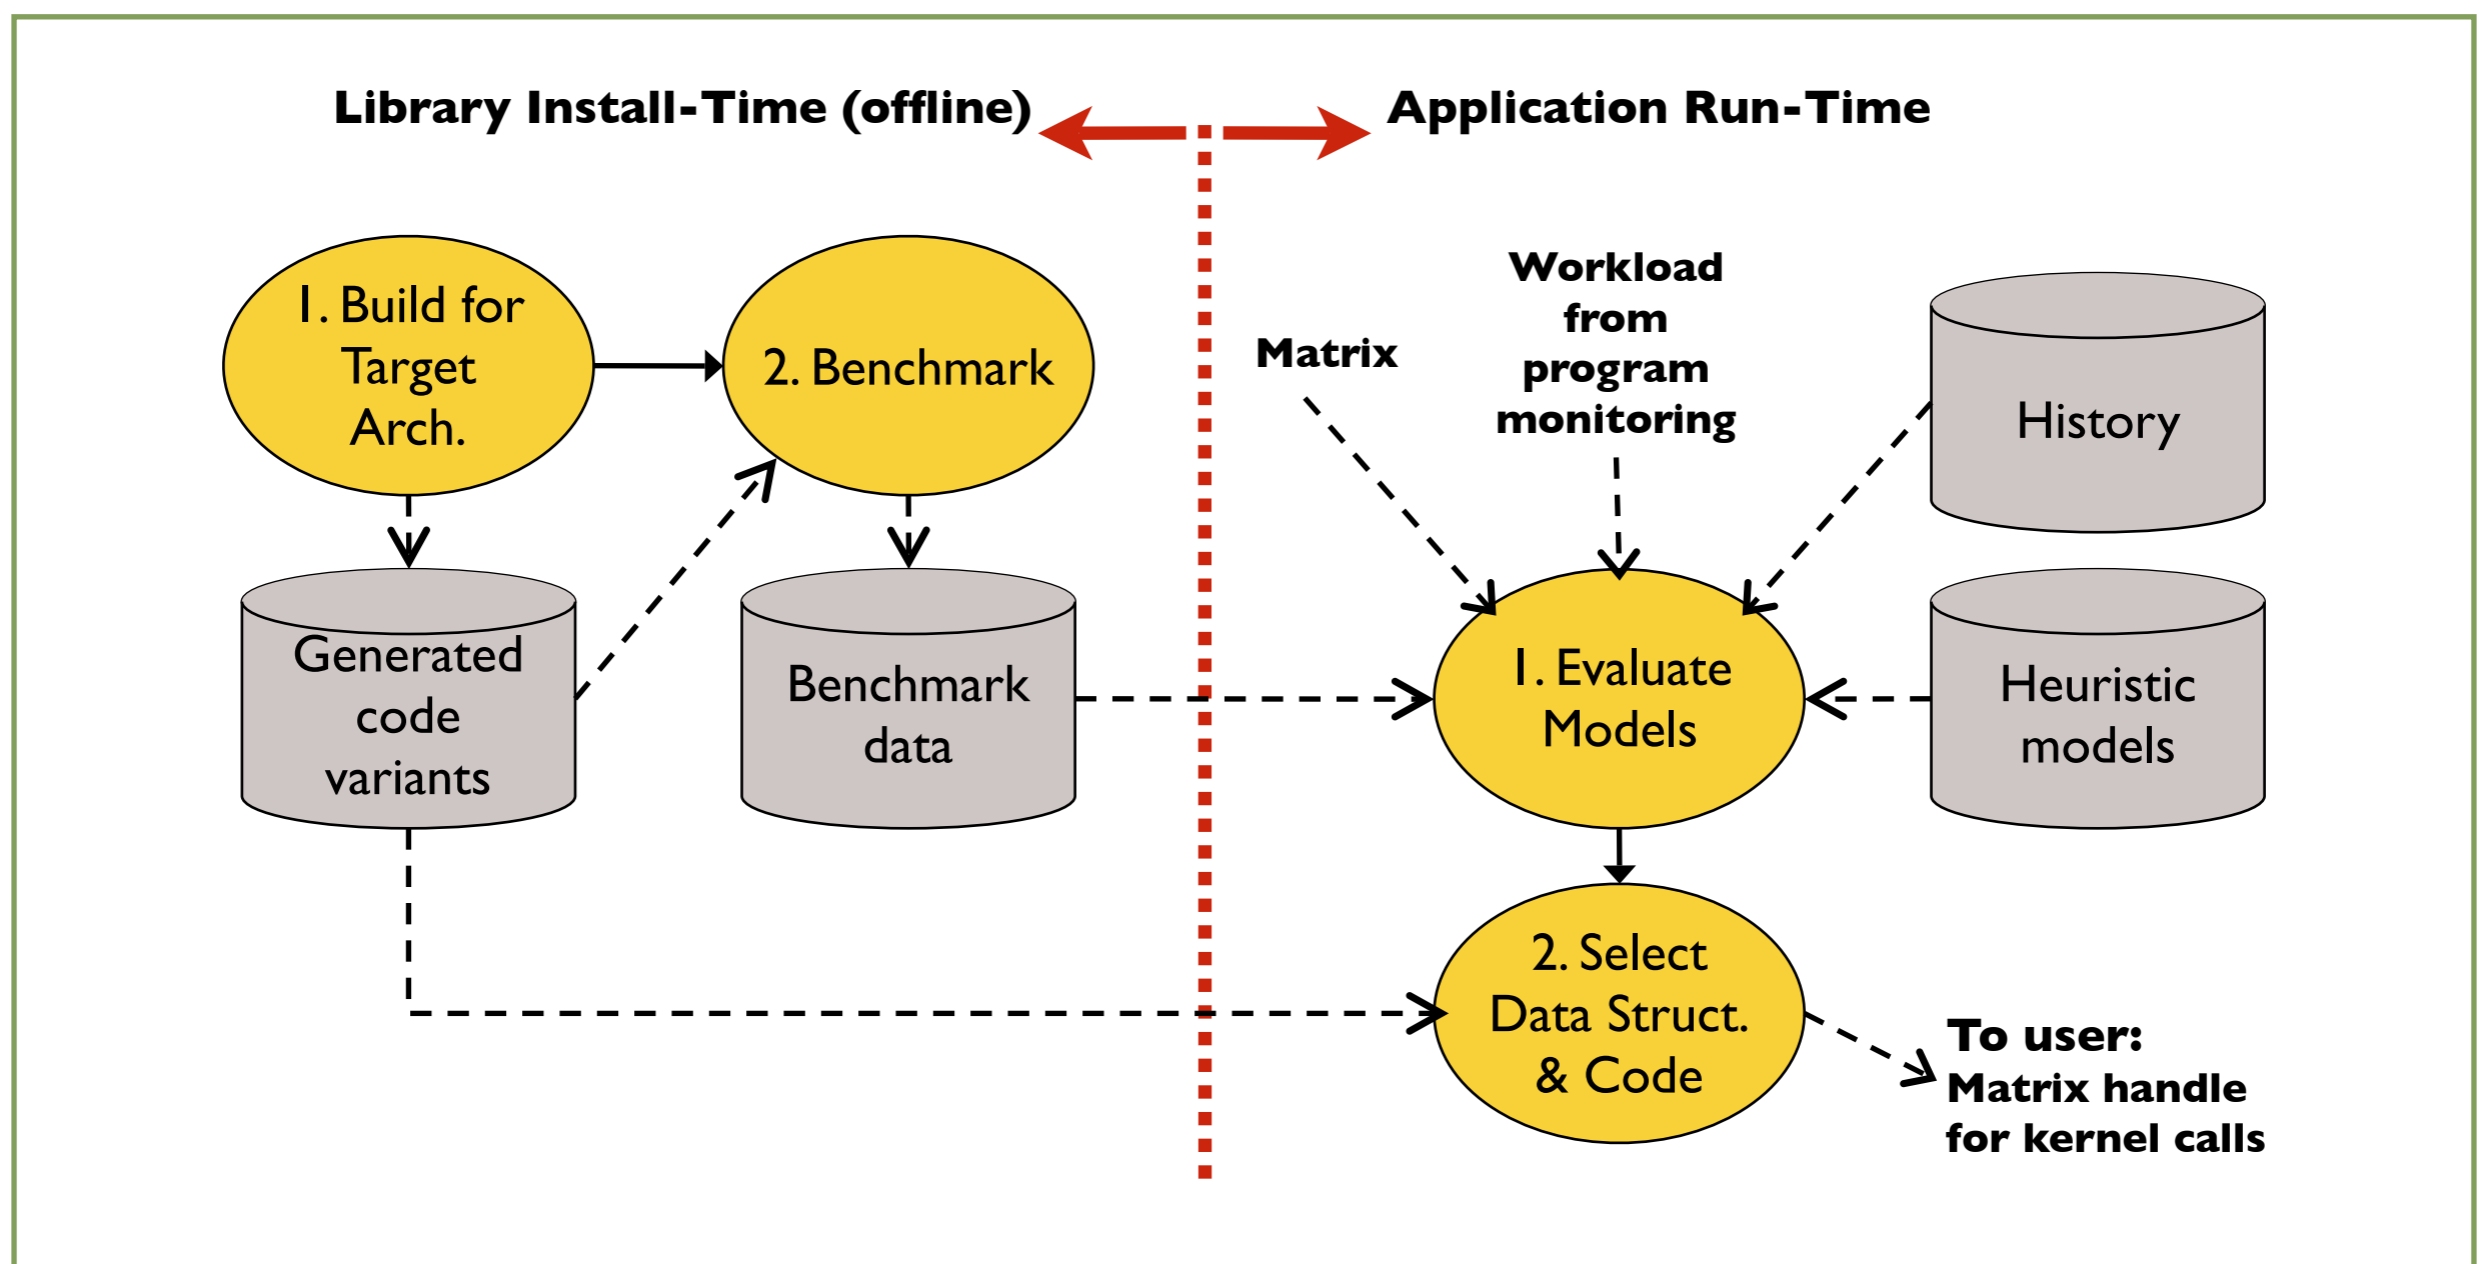 Library Install-Time (offline)
Application Run-Time
1. Build for
Target
Arch.
2. Benchmark
Generated
code
variants
Benchmark
data
Matrix
Workload
from
program
monitoring
History
1. Evaluate
Models
Heuristic
models
2. Select
Data Struct.
& Code
To user:
Matrix handle
for kernel calls